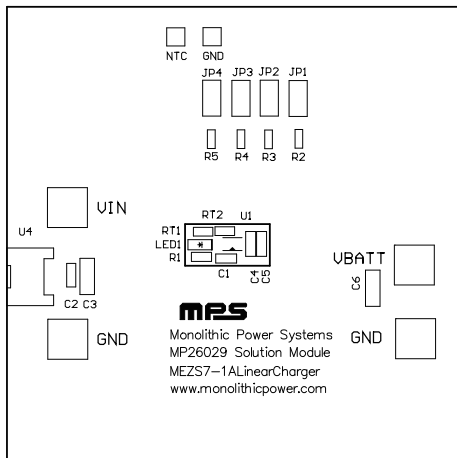 NTC GND
JP4 JP3 JP2 JP1
R5 R4 R3 R2
VIN
U4
RT2 U1
RT1
LED1
R1
C1 C4 C5
VBATT
C6
C2 C3
GND
GND
MPS
Monolithic Power Systems
MP26029 Solution Module
MEZS7-1ALinearCharger
www.monolithicpower.com